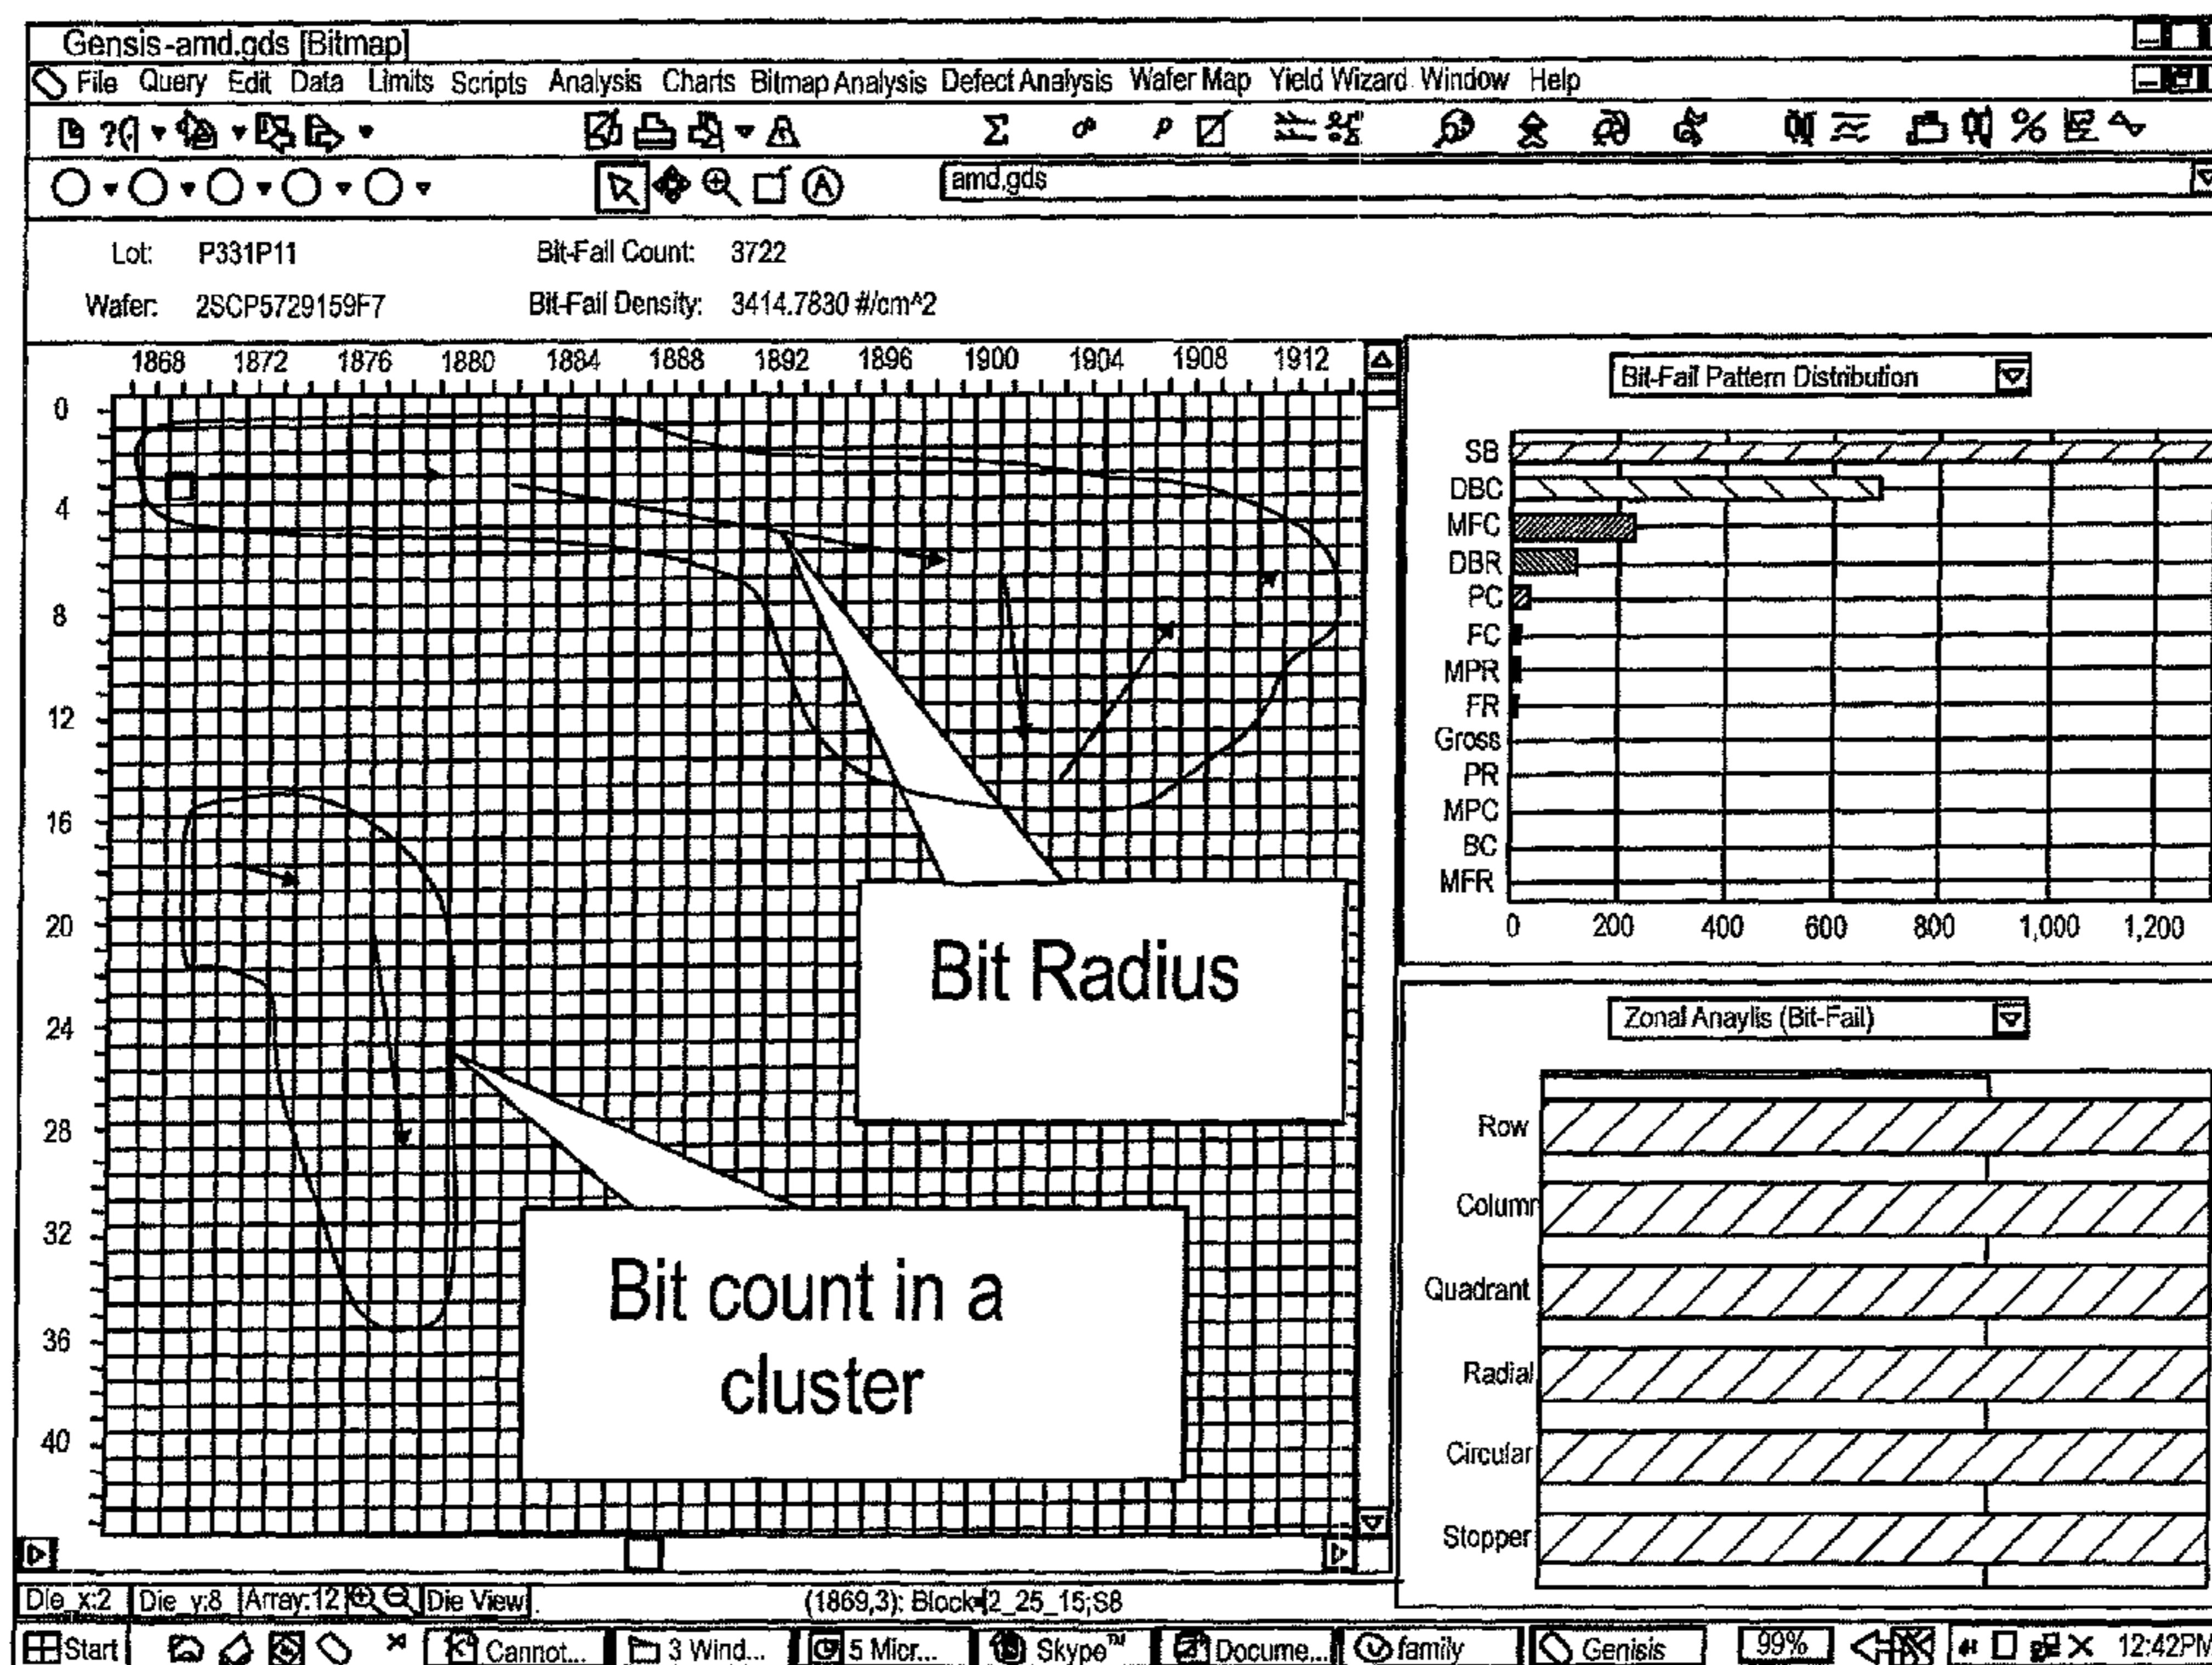 Gensis-amd.gds [Bitmap]
File Query Edit Data Limits Scripts Analysis Charts Bitmap Analysis Defect Analysis Wafer Map Yield Wizard Window Help
amd.gds
Lot: P331P11 Bit-Fail Count: 3722
Wafer: 2SCP5729159F7 Bit-Fail Density: 3414.7830 #/cm^2
1868 1872 1876 1880 1884 1888 1892 1896 1900 1904 1908 1912
0
4
8
12
16
20
24
28
32
36
40
Bit Radius
Bit count in a
cluster
Bit-Fail Pattern Distribution
SB
DBC
MFC
DBR
PC
FC
MPR
FR
Gross
PR
MPC
BC
MFR
0 200 400 600 800 1,000 1,200
Zonal Anaylis (Bit-Fail)
Row
Column
Quadrant
Radial
Circular
Stopper
Die_x:2 Die_y:8 Array:12 Die View (1869,3): Block=[2_25_15;S8
Start Cannot... 3 Wind... 5 Micr... Skype™ Docume... family Genisis 99% 12:42PM